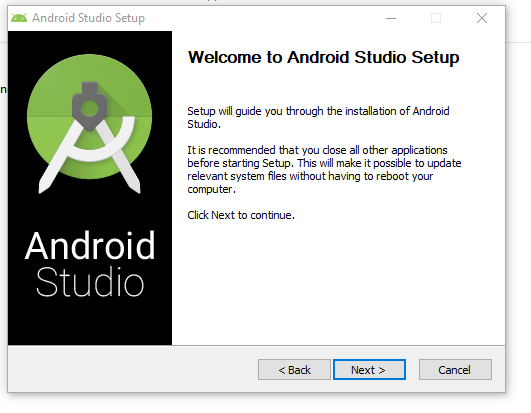 Android Studio Setup
Welcome to Android Studio Setup
Setup will guide you through the installation of Android
Studio.
It is recommended that you close all other applications
before starting Setup. This will make it possible to update
relevant system files without having to reboot your
computer.
Click Next to continue.
Android
Studio
< Back
Next >
Cancel